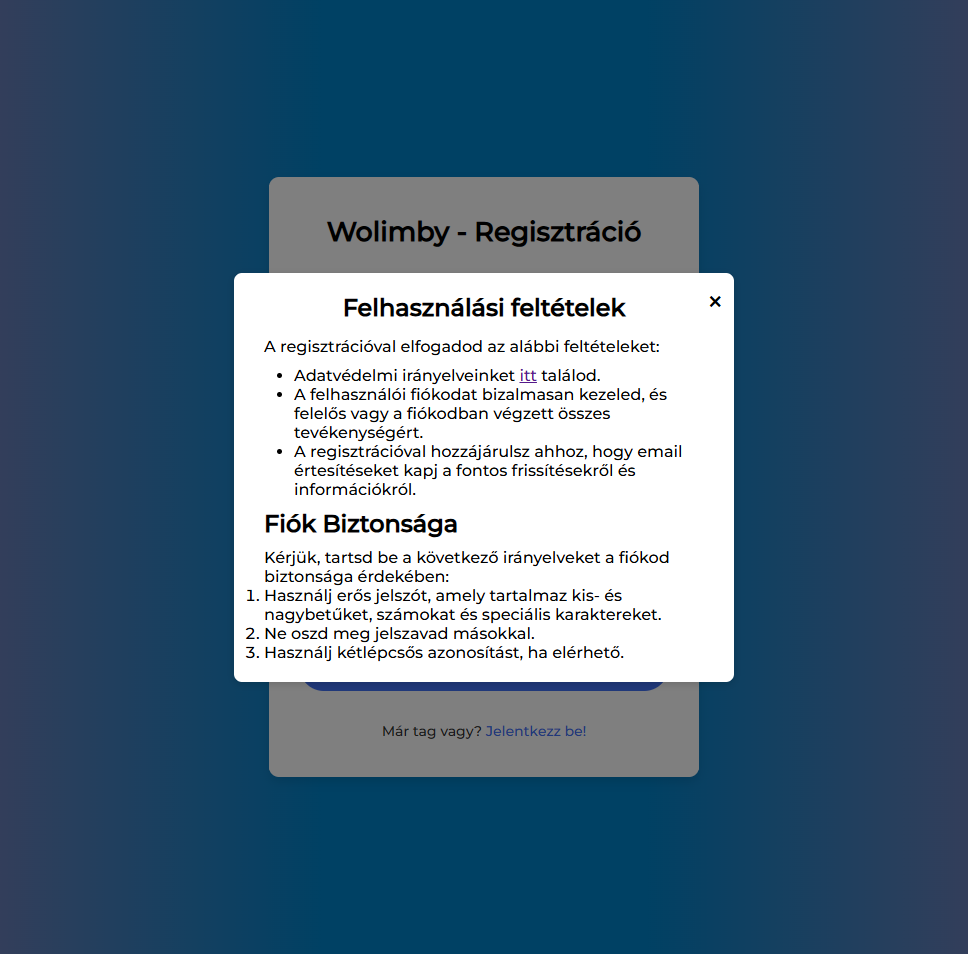 Wolimby - Regisztráció
Felhasználási feltételek
×
A regisztrációval elfogadod az alábbi feltételeket:
• Adatvédelmi irányelveinket itt találod.
• A felhasználói fiókodat bizalmasan kezeled, és
felelős vagy a fiókodban végzett összes
tevékenységért.
• A regisztrációval hozzájárulsz ahhoz, hogy email
értesítéseket kapj a fontos frissítésekről és
információkról.
Fiók Biztonsága
Kérjük, tartsd be a következő irányelveket a fiókod
biztonsága érdekében:
1. Használj erős jelszót, amely tartalmaz kis- és
nagybetűket, számokat és speciális karaktereket.
2. Ne oszd meg jelszavad másokkal.
3. Használj kétlépcsős azonosítást, ha elérhető.
Már tag vagy? Jelentkezz be!